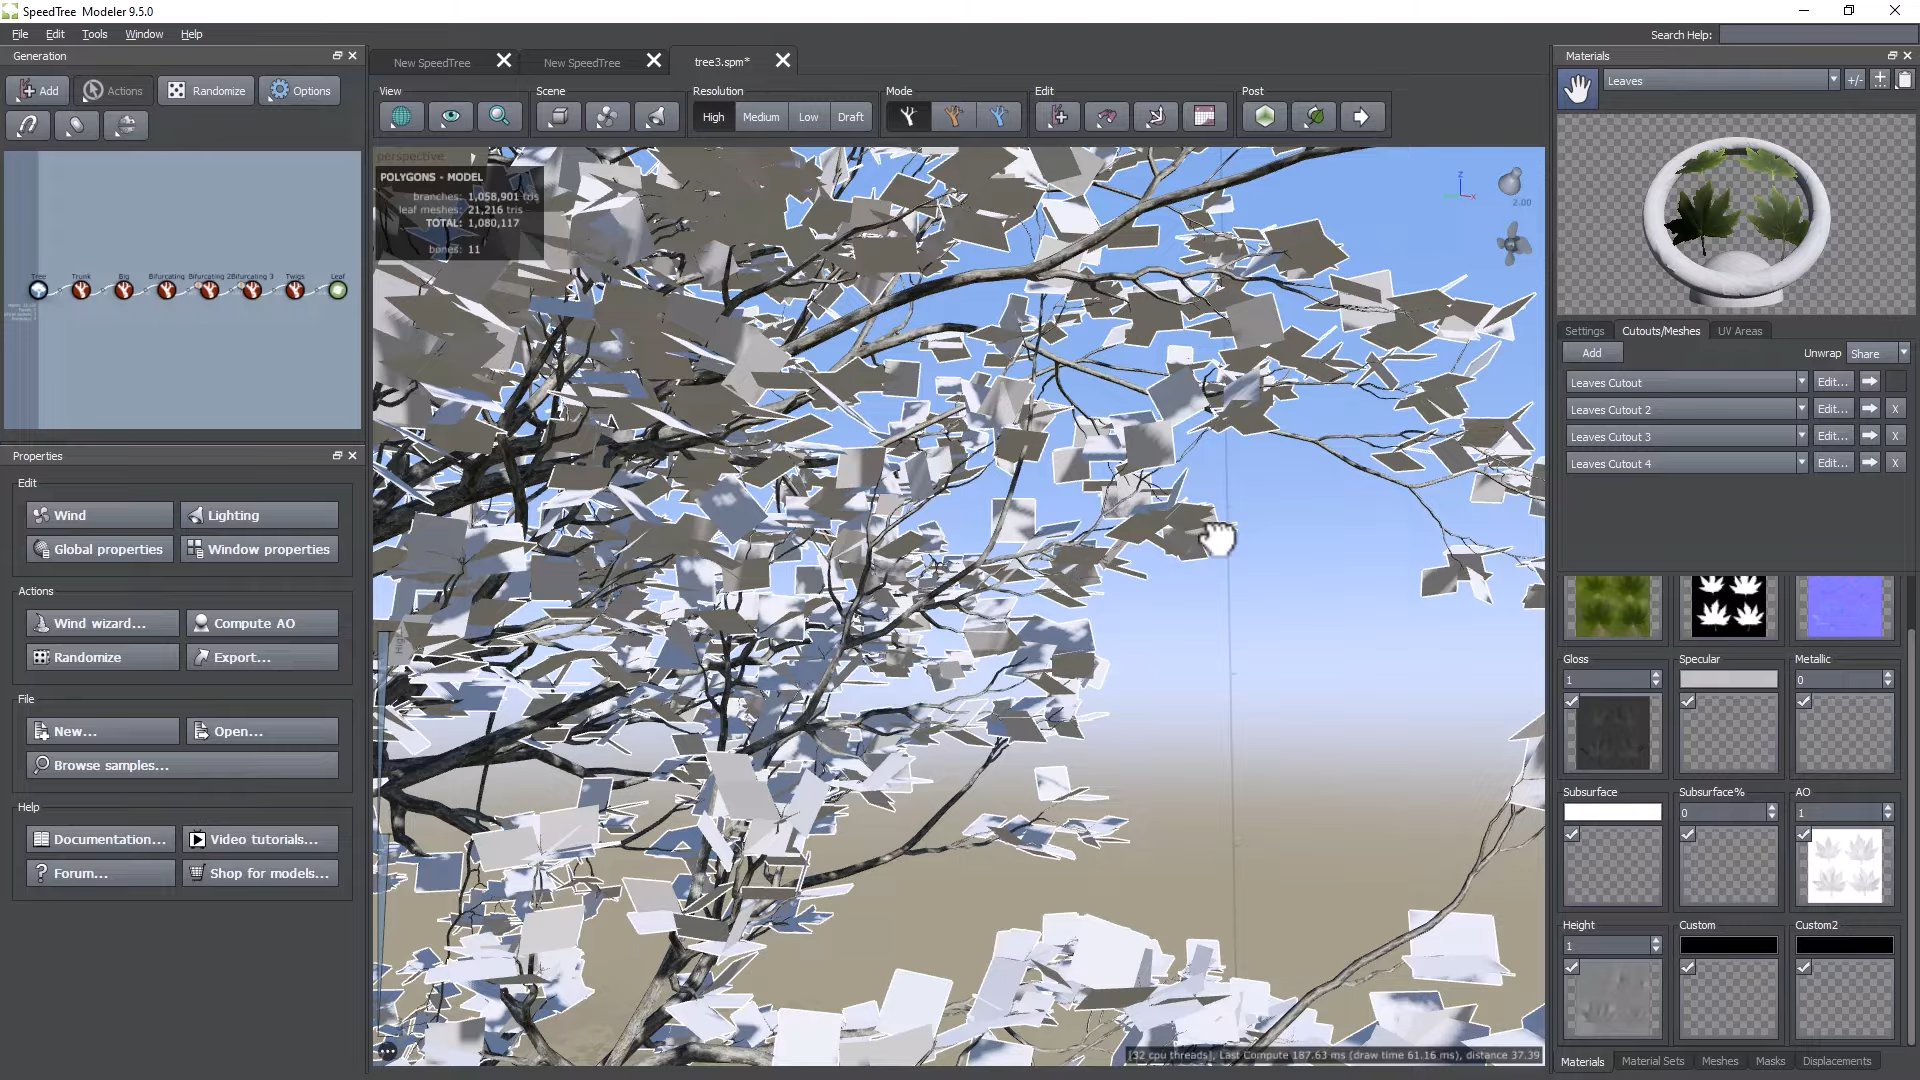 SpeedTree Modeler 9.5.0
File Edit Tools Window Help
Search Help:
Generation
Add Actions Randomize Options
Tree Trunk Big Bifurcating Bifurcating 2 Bifurcating 3 Twigs Leaf
Properties
Edit
Wind Lighting
Global properties Window properties
Actions
Wind wizard... Compute AO
Randomize Export...
File
New... Open...
Browse samples...
Help
Documentation... Video tutorials...
Forum... Shop for models...
New SpeedTree New SpeedTree tree3.spm*
View Scene Resolution Mode Edit Post
High Medium Low Draft
perspective
POLYGONS - MODEL
branches: 1,058,901 tris
leaf meshes: 21,216 tris
TOTAL: 1,080,117
bones: 11
z
x
2.00
High
[32 cpu threads], Last Compute 187.63 ms (draw time 61.16 ms), distance 37.39
Materials
Leaves +/-
Settings Cutouts/Meshes UV Areas
Add Unwrap Share
Leaves Cutout Edit...
Leaves Cutout 2 Edit... X
Leaves Cutout 3 Edit... X
Leaves Cutout 4 Edit... X
Gloss Specular Metallic
1 0
Subsurface Subsurface% AO
0 1
Height Custom Custom2
1
Materials Material Sets Meshes Masks Displacements